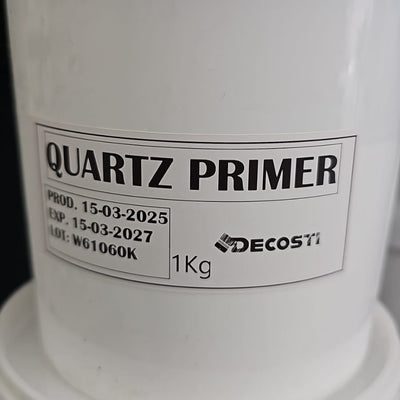 QUARTZ PRIMER
PROD. 15-03-2025
EXP. 15-03-2027
LOT: W61060K
1Kg
DECOSTI